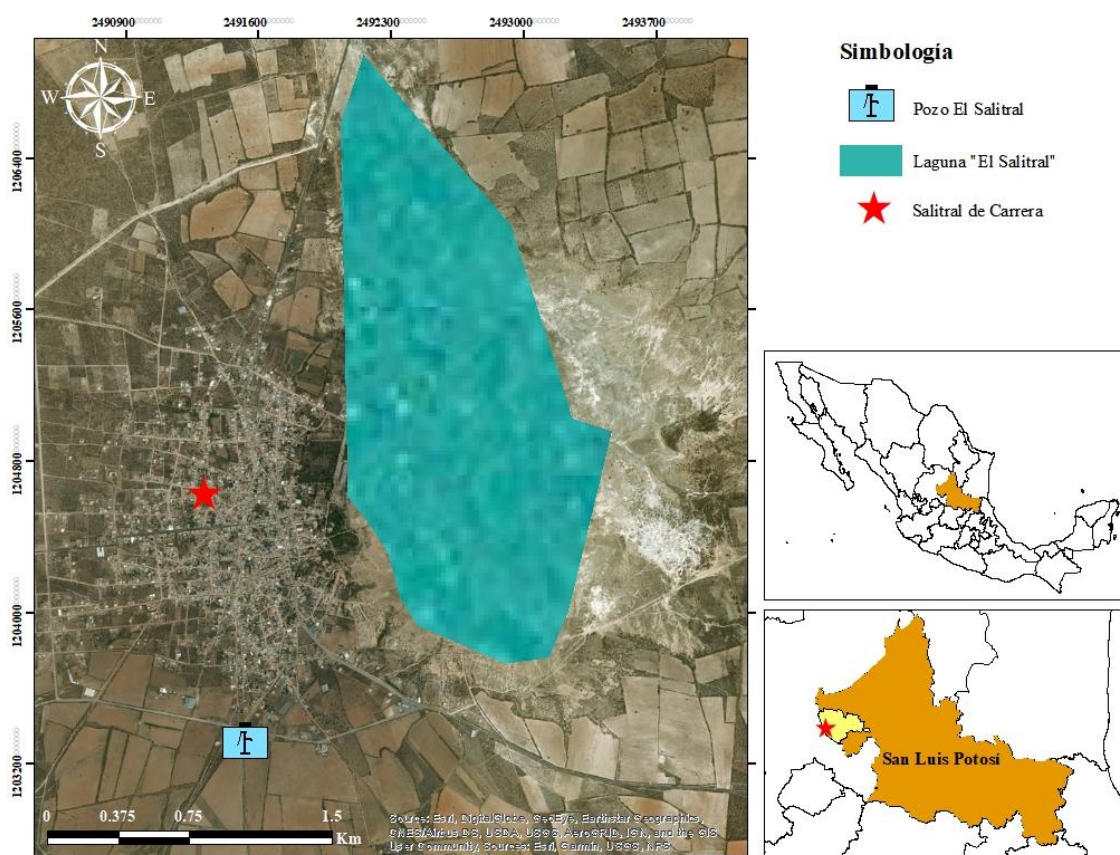 2490900 2491600 2492300 2493000 2493700
N
W E
S
1206400
1205600
1204800
1204000
1203200
0 0.375 0.75 1.5
Km
Sources: Esri, DigitalGlobe, GeoEye, Earthstar Geographics,
CNES/Airbus DS, USDA, USGS, AeroGRID, IGN, and the GIS
User Community, Sources: Esri, Garmin, USGS, NPS
Simbología
Pozo El Salitral
Laguna "El Salitral"
Salitral de Carrera
San Luis Potosí